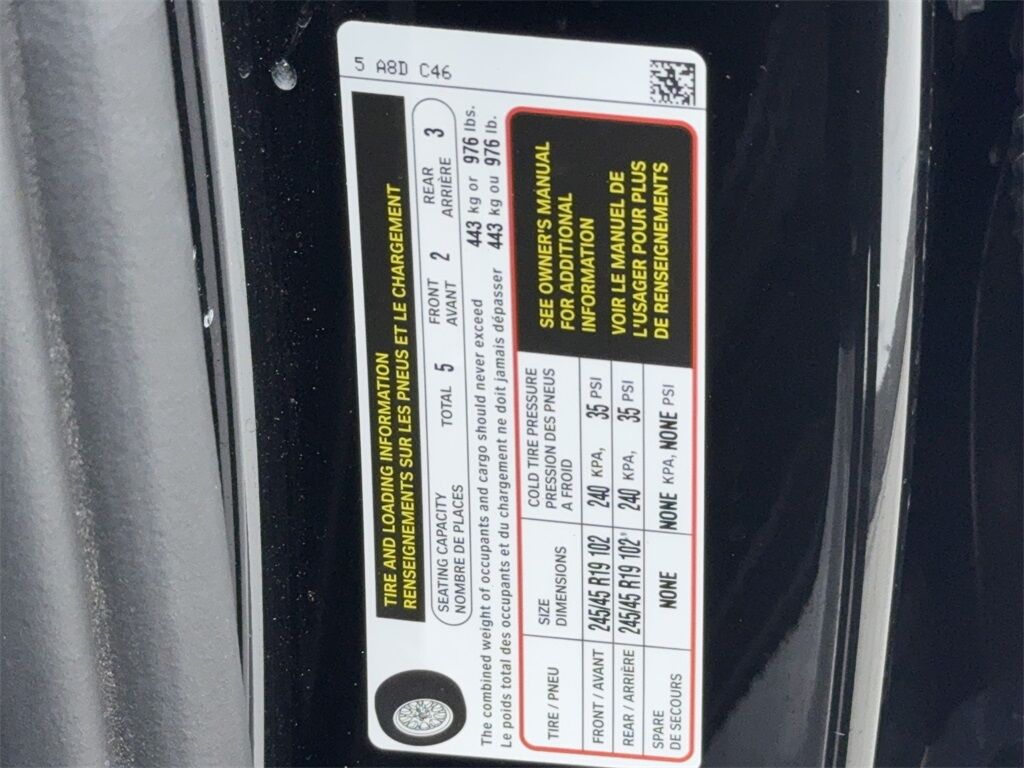 5 A8D C46
TIRE AND LOADING INFORMATION
RENSEIGNEMENTS SUR LES PNEUS ET LE CHARGEMENT
SEATING CAPACITY
NOMBRE DE PLACES
TOTAL 5
FRONT
AVANT 2
REAR
ARRIÈRE 3
The combined weight of occupants and cargo should never exceed 443 kg or 976 lbs.
Le poids total des occupants et du chargement ne doit jamais dépasser 443 kg ou 976 lb.
TIRE / PNEU
SIZE
DIMENSIONS
COLD TIRE PRESSURE
PRESSION DES PNEUS
A FROID
FRONT / AVANT 245/45 R19 102 240 KPA, 35 PSI
REAR / ARRIÈRE 245/45 R19 102 240 KPA, 35 PSI
SPARE
DE SECOURS
NONE NONE KPA, NONE PSI
SEE OWNER'S MANUAL
FOR ADDITIONAL
INFORMATION
VOIR LE MANUEL DE
L'USAGER POUR PLUS
DE RENSEIGNEMENTS